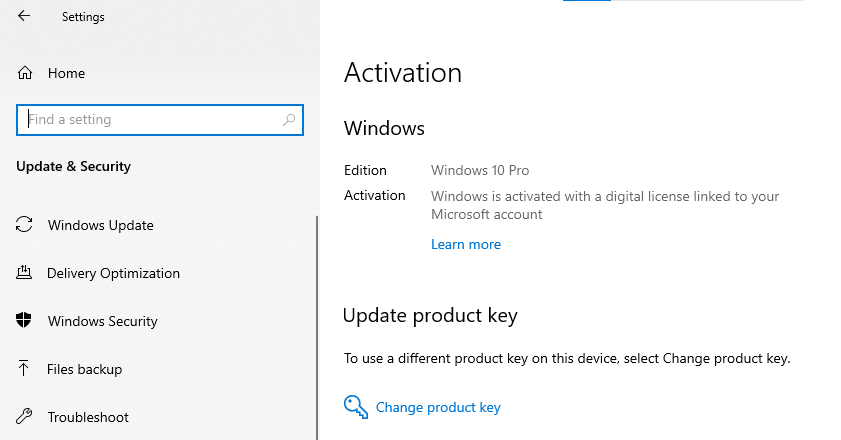 Settings
Home
Find a setting
Update & Security
Windows Update
Delivery Optimization
Windows Security
Files backup
Troubleshoot
Activation
Windows
Edition Windows 10 Pro
Activation Windows is activated with a digital license linked to your
Microsoft account
Learn more
Update product key
To use a different product key on this device, select Change product key.
Change product key